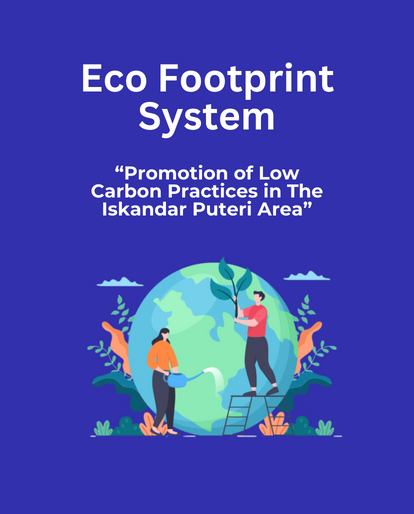 Eco Footprint
System
“Promotion of Low
Carbon Practices in The
Iskandar Puteri Area”